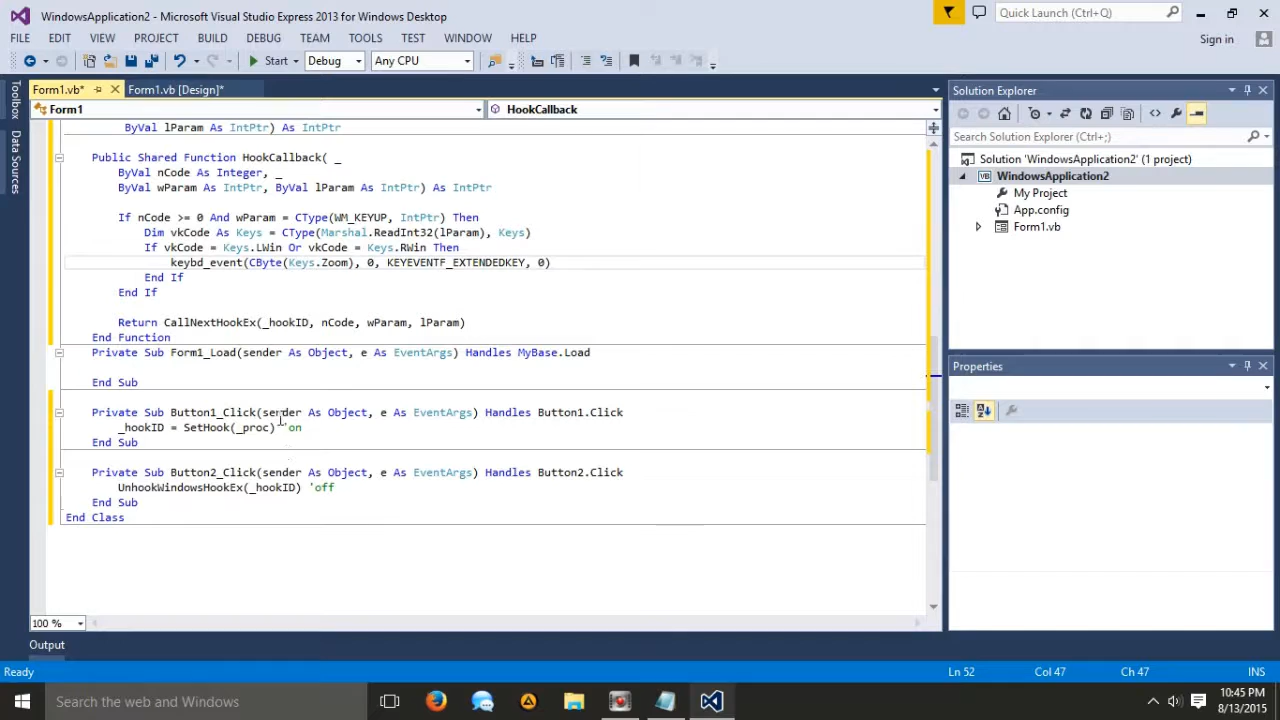 WindowsApplication2 - Microsoft Visual Studio Express 2013 for Windows Desktop
Quick Launch (Ctrl+Q)
FILE EDIT VIEW PROJECT BUILD DEBUG TEAM TOOLS TEST WINDOW HELP
Sign in
Start Debug Any CPU
Toolbox
Data Sources
Form1.vb* Form1.vb [Design]*
Form1 HookCallback
ByVal lParam As IntPtr) As IntPtr
Public Shared Function HookCallback( _
ByVal nCode As Integer, _
ByVal wParam As IntPtr, ByVal lParam As IntPtr) As IntPtr
If nCode >= 0 And wParam = CType(WM_KEYUP, IntPtr) Then
Dim vkCode As Keys = CType(Marshal.ReadInt32(lParam), Keys)
If vkCode = Keys.LWin Or vkCode = Keys.RWin Then
keybd_event(CByte(Keys.Zoom), 0, KEYEVENTF_EXTENDEDKEY, 0)
End If
End If
Return CallNextHookEx(_hookID, nCode, wParam, lParam)
End Function
Private Sub Form1_Load(sender As Object, e As EventArgs) Handles MyBase.Load
End Sub
Private Sub Button1_Click(sender As Object, e As EventArgs) Handles Button1.Click
_hookID = SetHook(_proc) 'on
End Sub
Private Sub Button2_Click(sender As Object, e As EventArgs) Handles Button2.Click
UnhookWindowsHookEx(_hookID) 'off
End Sub
End Class
100 %
Output
Solution Explorer
Search Solution Explorer (Ctrl+;)
Solution 'WindowsApplication2' (1 project)
VB WindowsApplication2
My Project
App.config
Form1.vb
Properties
Ready Ln 52 Col 47 Ch 47 INS
Search the web and Windows
10:45 PM
8/13/2015